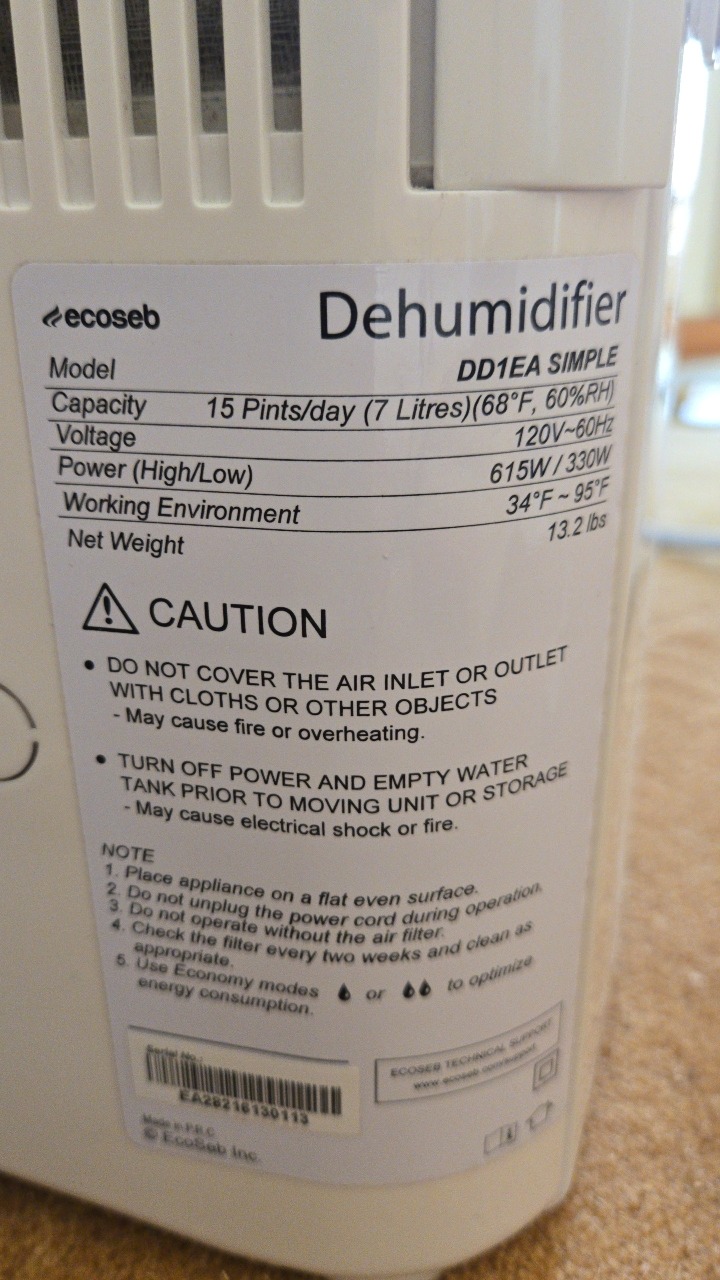 ecoseb Dehumidifier
Model DD1EA SIMPLE
Capacity 15 Pints/day (7 Litres)(68°F, 60%RH)
Voltage 120V~60Hz
Power (High/Low) 615W / 330W
Working Environment 34°F ~ 95°F
Net Weight 13.2 lbs
CAUTION
• DO NOT COVER THE AIR INLET OR OUTLET
WITH CLOTHS OR OTHER OBJECTS
- May cause fire or overheating.
• TURN OFF POWER AND EMPTY WATER
TANK PRIOR TO MOVING UNIT OR STORAGE
- May cause electrical shock or fire.
NOTE
1. Place appliance on a flat even surface.
2. Do not unplug the power cord during operation.
3. Do not operate without the air filter.
4. Check the filter every two weeks and clean as
appropriate.
5. Use Economy modes or to optimize
energy consumption.
Serial No.:
EA28216130113
ECOSEB TECHNICAL SUPPORT
www.ecoseb.com/support
Made in P.R.C
© EcoSeb Inc.